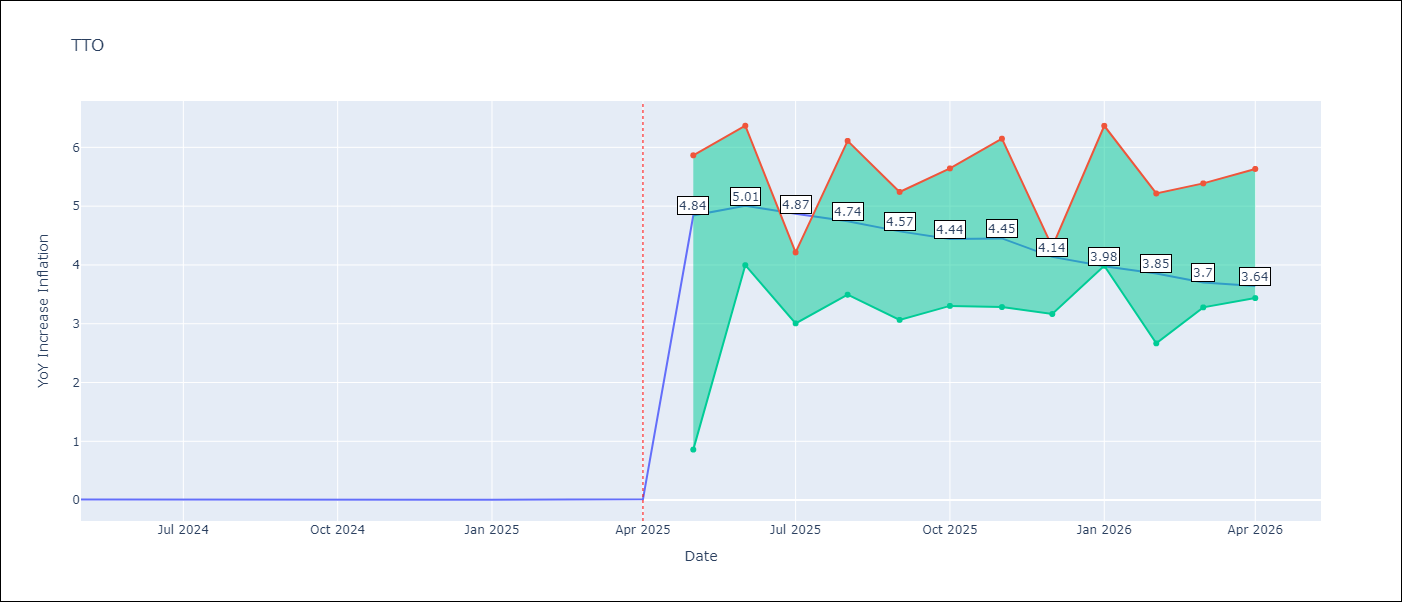 TTO
YoY Increase Inflation
6
5
4
3
2
1
0
4.84
5.01
4.87
4.74
4.57
4.44
4.45
4.14
3.98
3.85
3.7
3.64
Jul 2024
Oct 2024
Jan 2025
Apr 2025
Jul 2025
Oct 2025
Jan 2026
Apr 2026
Date